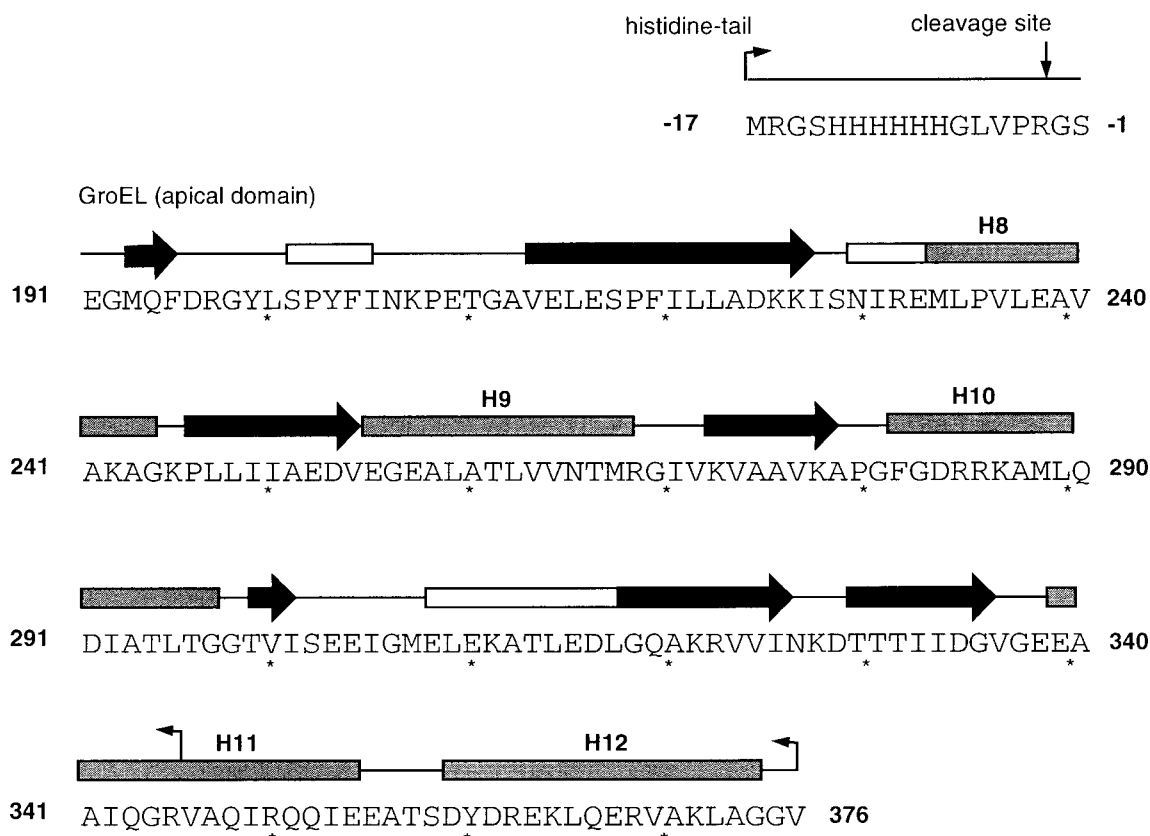 histidine-tail cleavage site
-17 MRGSHHHHHHGLVPRGS -1
GroEL (apical domain)
H8
191 EGMQFDRGYLSPYFINKPETGAVELESPFILLADKKISNIREMLPVLEAV 240
* * * * *
H9 H10
241 AKAGKPLLIIAEDVEGEALATLVVNTMRGIVKVAAVKAPGFGDRRKAMLQ 290
* * * * *
291 DIATLTGGTVISEEIGMELEKATLEDLGQAKRVVINKDTTTIIDGVGEEA 340
* * * * *
H11 H12
341 AIQGRVAQIRQQIEEATSDYDREKLQERVAKLAGGV 376
* * *